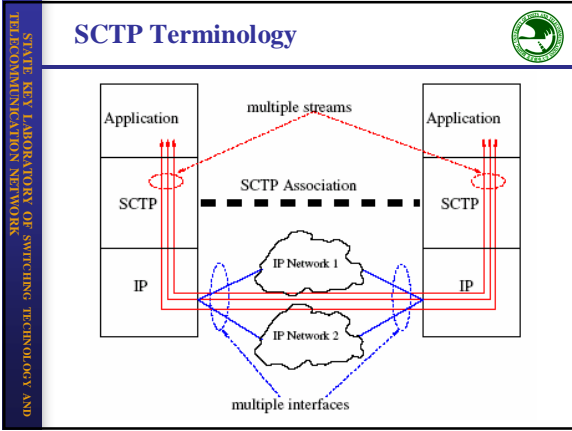 SCTP Terminology
STATE KEY LABORATORY OF SWITCHING TECHNOLOGY AND
TELECOMMUNICATION NETWORK
multiple streams
Application
Application
SCTP Association
SCTP
SCTP
IP Network 1
IP
IP
IP Network 2
multiple interfaces